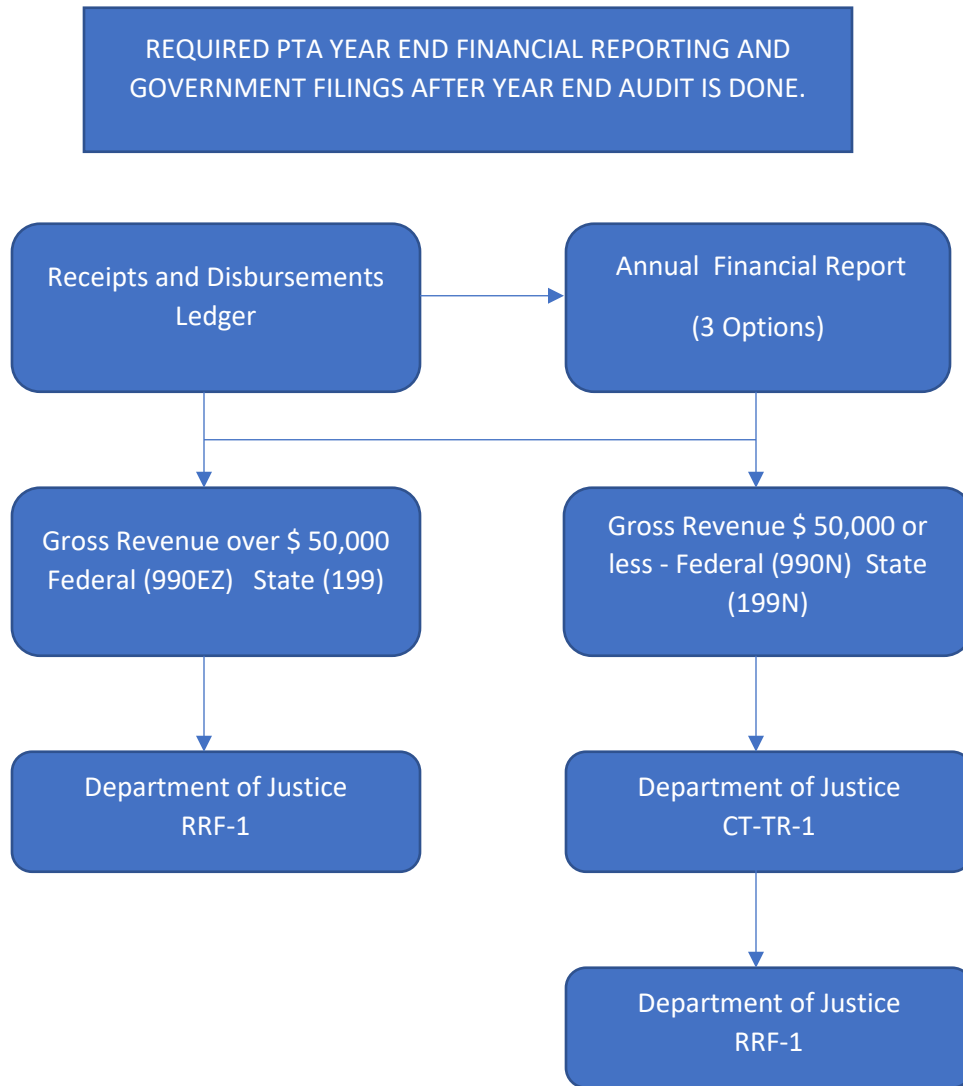 REQUIRED PTA YEAR END FINANCIAL REPORTING AND
GOVERNMENT FILINGS AFTER YEAR END AUDIT IS DONE.
Receipts and Disbursements
Ledger
Annual  Financial Report
(3 Options)
Gross Revenue over $ 50,000
Federal (990EZ)   State (199)
Gross Revenue $ 50,000 or
less - Federal (990N)  State
(199N)
Department of Justice
RRF-1
Department of Justice
CT-TR-1
Department of Justice
RRF-1